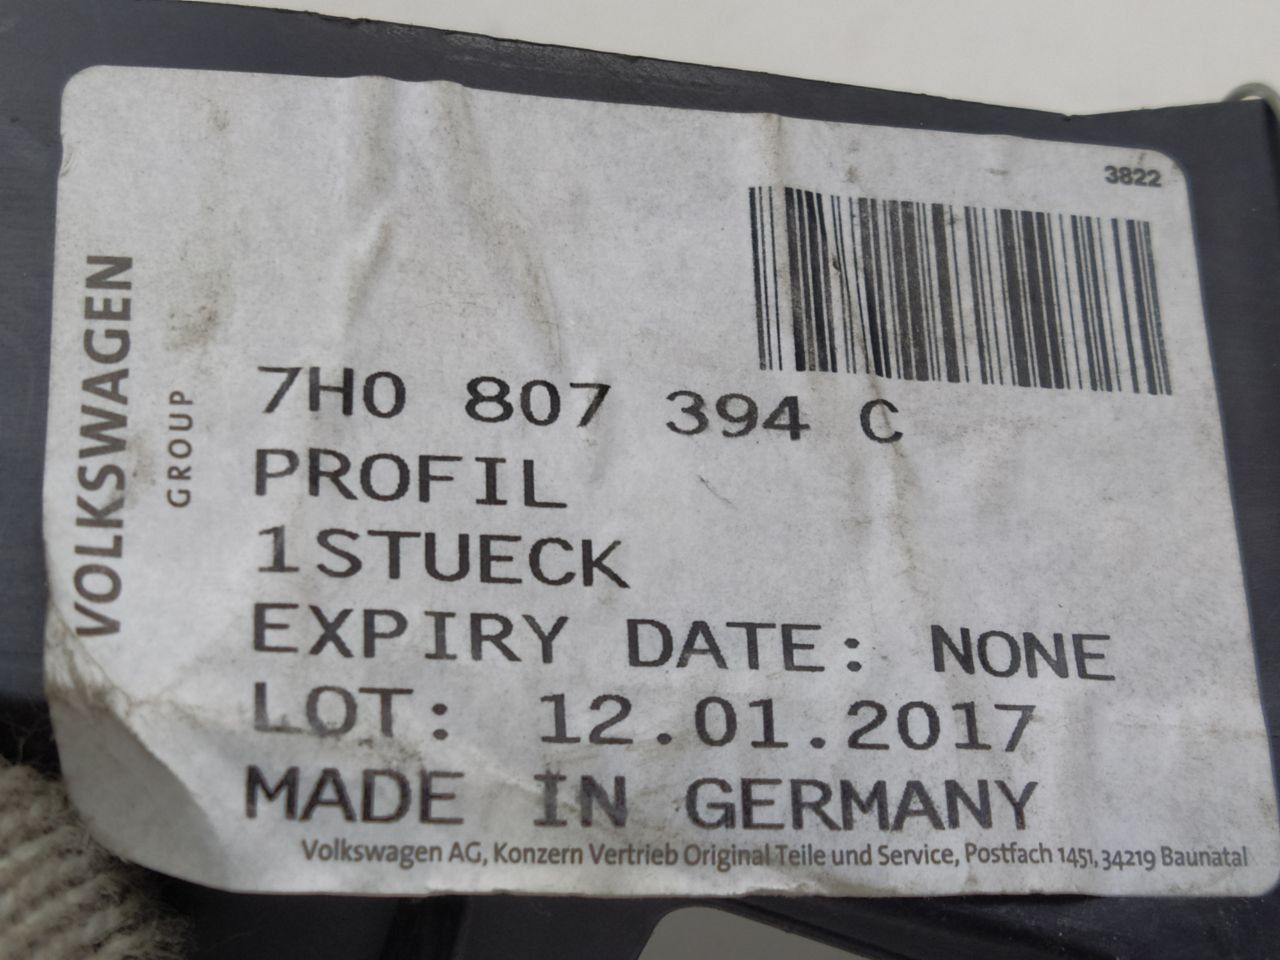 3822
VOLKSWAGEN
GROUP
7H0 807 394 C
PROFIL
1STUECK
EXPIRY DATE: NONE
LOT: 12.01.2017
MADE IN GERMANY
Volkswagen AG, Konzern Vertrieb Original Teile und Service, Postfach 1451, 34219 Baunatal